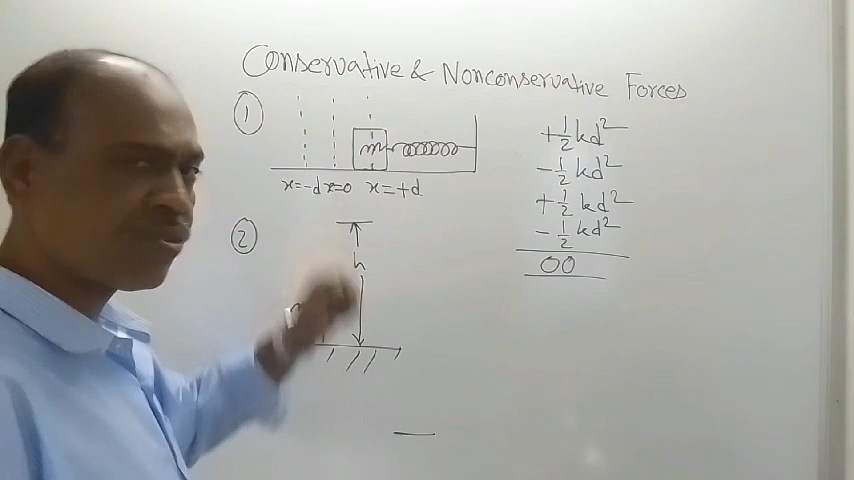 Conservative & Nonconservative Forces
①
m
x=-d x=0 x=+d
+1/2 kd²
-1/2 kd²
+1/2 kd²
-1/2 kd²
00
②
h